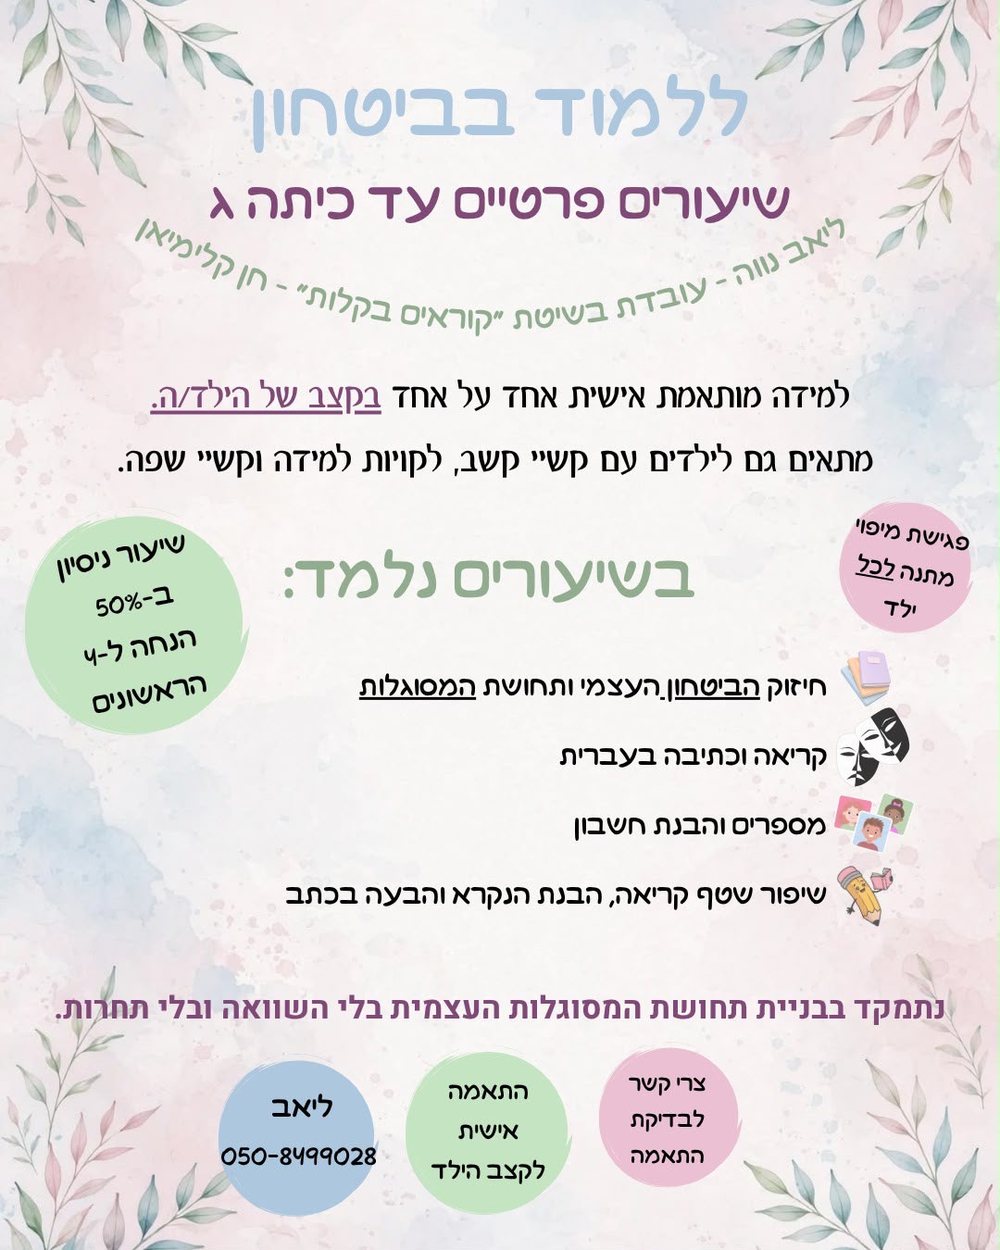 ללמוד בביטחון
שיעורים פרטיים עד כיתה ג
ליאב נווה - עובדת בשיטת "קוראים בקלות" - חן קלימיאן
למידה מותאמת אישית אחד על אחד בקצב של הילד/ה.
מתאים גם לילדים עם קשיי קשב, לקויות למידה וקשיי שפה.
פגישת מיפוי
מתנה לכל
ילד
בשיעורים נלמד:
שיעור ניסיון
ב-50%
הנחה ל-4
הראשונים
חיזוק הביטחון העצמי ותחושת המסוגלות
קריאה וכתיבה בעברית
מספרים והבנת חשבון
שיפור שטף קריאה, הבנת הנקרא והבעה בכתב
נתמקד בבניית תחושת המסוגלות העצמית בלי השוואה ובלי תחרות.
צרי קשר
לבדיקת
התאמה
התאמה
אישית
לקצב הילד
ליאב
050-8499028